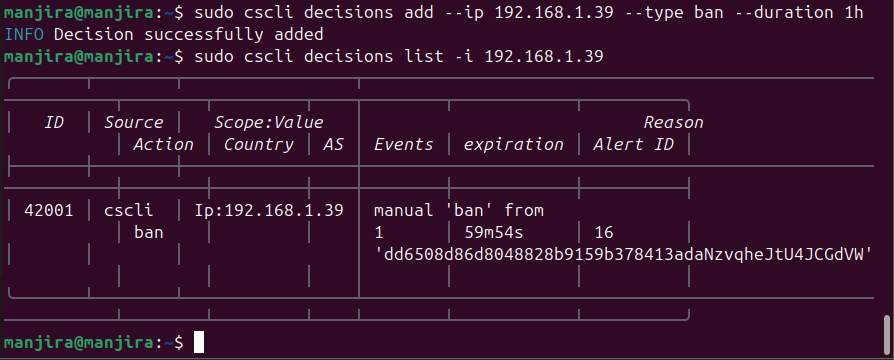 manjira@manjira:~$ sudo cscli decisions add --ip 192.168.1.39 --type ban --duration 1h
INFO Decision successfully added
manjira@manjira:~$ sudo cscli decisions list -i 192.168.1.39
ID Source Scope:Value Reason
Action Country AS Events expiration Alert ID
42001 cscli Ip:192.168.1.39 manual 'ban' from
ban 1 59m54s 16
'dd6508d86d8048828b9159b378413adaNzvqheJtU4JCGdVW'
manjira@manjira:~$